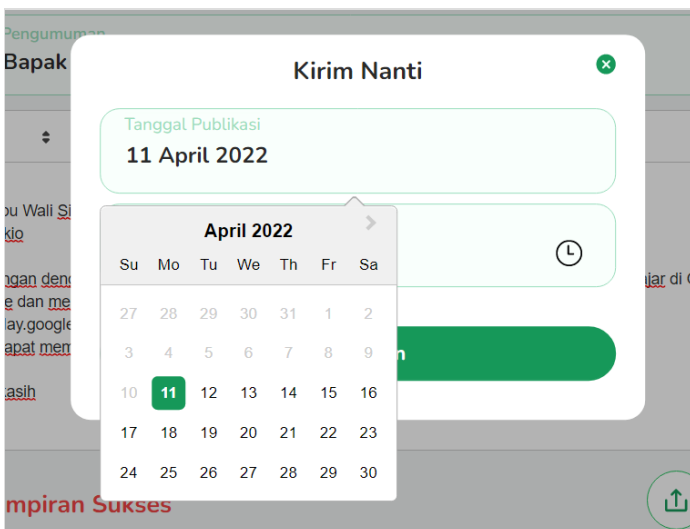 Pengumuman
Bapak
Kirim Nanti
Tanggal Publikasi
11 April 2022
April 2022
Su Mo Tu We Th Fr Sa
27 28 29 30 31 1 2
3 4 5 6 7 8 9
10 11 12 13 14 15 16
17 18 19 20 21 22 23
24 25 26 27 28 29 30
bu Wali Si
kio
ngan deng
ajar di
e dan me
lay.google
apat mem
kasih
n
mpiran Sukses